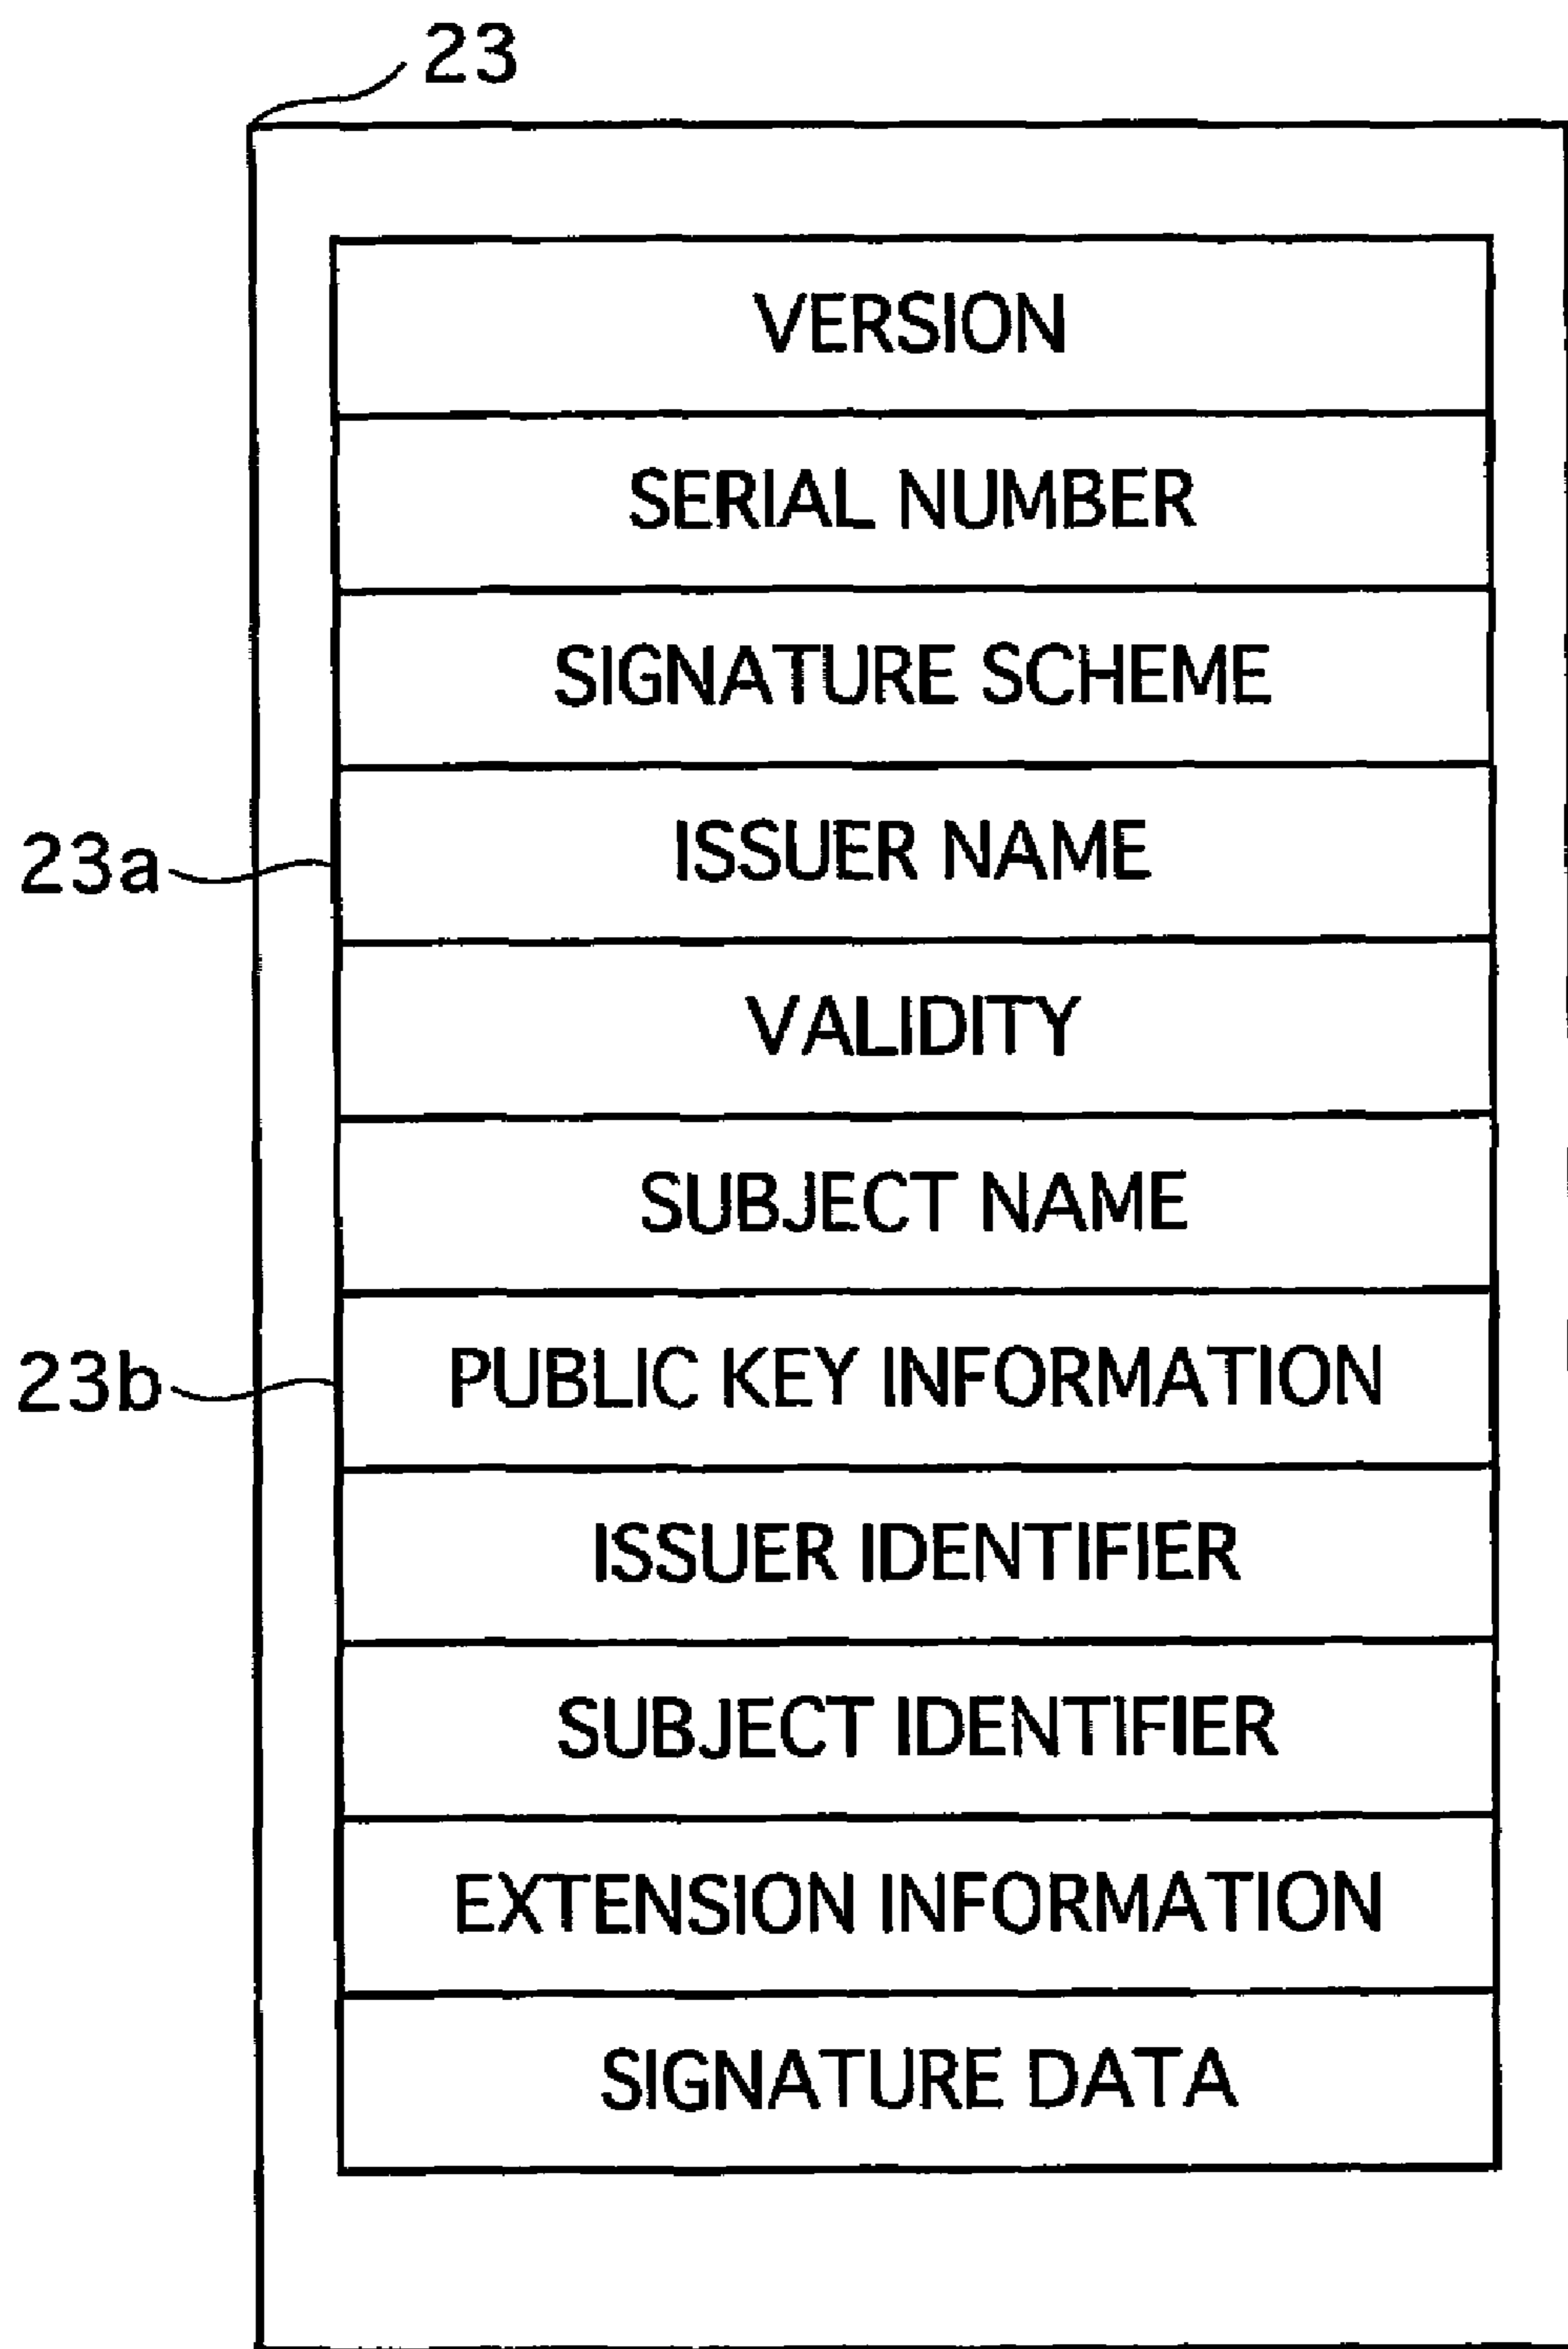 23
VERSION
SERIAL NUMBER
SIGNATURE SCHEME
23a
ISSUER NAME
VALIDITY
SUBJECT NAME
23b
PUBLIC KEY INFORMATION
ISSUER IDENTIFIER
SUBJECT IDENTIFIER
EXTENSION INFORMATION
SIGNATURE DATA